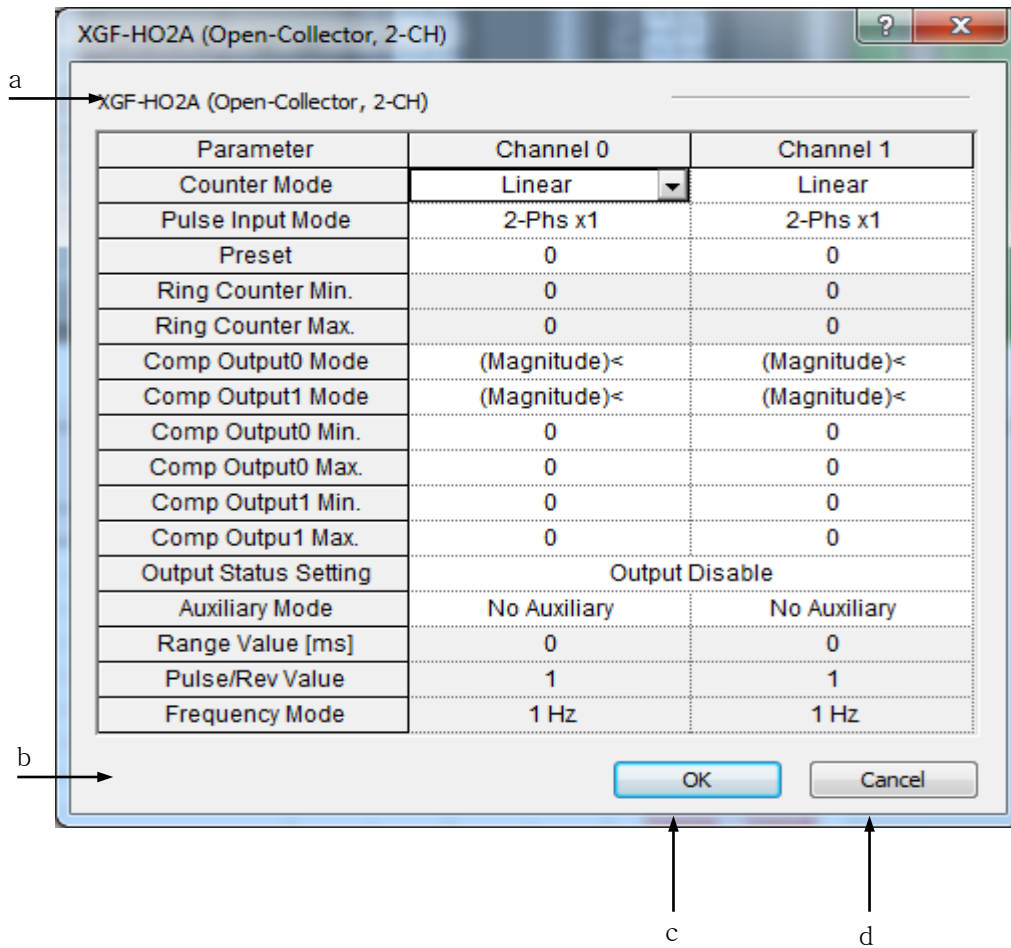 XGF-HO2A (Open-Collector, 2-CH)
a
XGF-HO2A (Open-Collector, 2-CH)
Parameter Channel 0 Channel 1
Counter Mode Linear Linear
Pulse Input Mode 2-Phs x1 2-Phs x1
Preset 0 0
Ring Counter Min. 0 0
Ring Counter Max. 0 0
Comp Output0 Mode (Magnitude)< (Magnitude)<
Comp Output1 Mode (Magnitude)< (Magnitude)<
Comp Output0 Min. 0 0
Comp Output0 Max. 0 0
Comp Output1 Min. 0 0
Comp Outpu1 Max. 0 0
Output Status Setting Output Disable
Auxiliary Mode No Auxiliary No Auxiliary
Range Value [ms] 0 0
Pulse/Rev Value 1 1
Frequency Mode 1 Hz 1 Hz
b
OK Cancel
c d